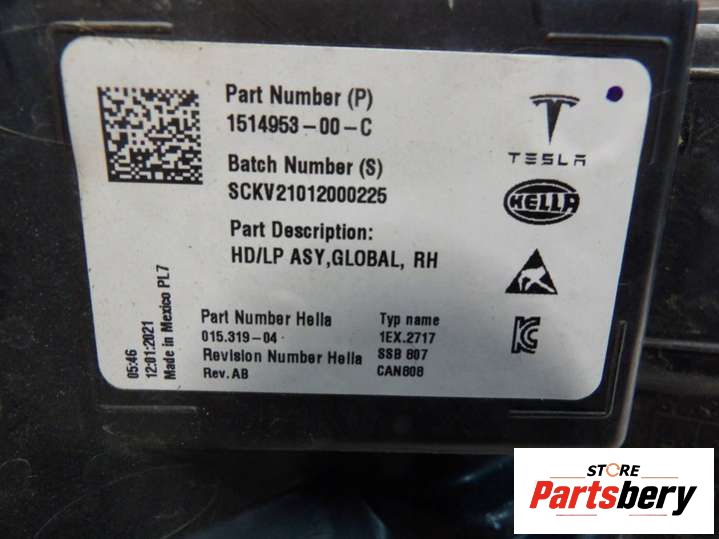 Part Number (P)
1514953-00-C
Batch Number (S)
SCKV21012000225
Part Description:
HD/LP ASY,GLOBAL, RH
TESLA
HELLA
Part Number Hella
015.319-04
Revision Number Hella
Rev. AB
Typ name
1EX.2717
SSB 807
CAN808
05:46
12:01:2021
Made in Mexico PL7
STORE
Partsbery